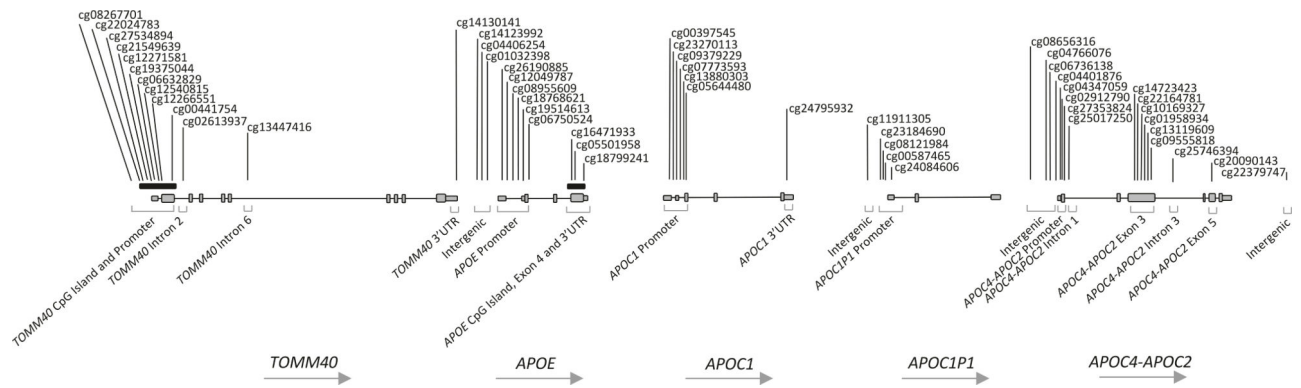 cg08267701
cg22024783
cg27534894
cg21549639
cg12271581
cg19375044
cg06632829
cg12540815
cg12266551
cg00441754
cg02613937
cg13447416
cg14130141
cg14123992
cg04406254
cg01032398
cg26190885
cg12049787
cg08955609
cg18768621
cg19514613
cg06750524
cg16471933
cg05501958
cg18799241
cg00397545
cg23270113
cg09379229
cg07773593
cg13880303
cg05644480
cg24795932
cg11911305
cg23184690
cg08121984
cg00587465
cg24084606
cg08656316
cg04766076
cg06736138
cg04401876
cg04347059
cg02912790
cg27353824
cg25017250
cg14723423
cg22164781
cg10169327
cg01958934
cg13119609
cg09555818
cg25746394
cg20090143
cg22379747
TOMM40 CpG Island and Promoter
TOMM40 Intron 2
TOMM40 Intron 6
TOMM40 3'UTR
Intergenic
APOE Promoter
APOE CpG Island, Exon 4 and 3'UTR
APOC1 Promoter
APOC1 3'UTR
Intergenic
APOC1P1 Promoter
Intergenic
APOC4-APOC2 Promoter
APOC4-APOC2 Intron 1
APOC4-APOC2 Exon 3
APOC4-APOC2 Intron 3
APOC4-APOC2 Exon 5
Intergenic
TOMM40
APOE
APOC1
APOC1P1
APOC4-APOC2